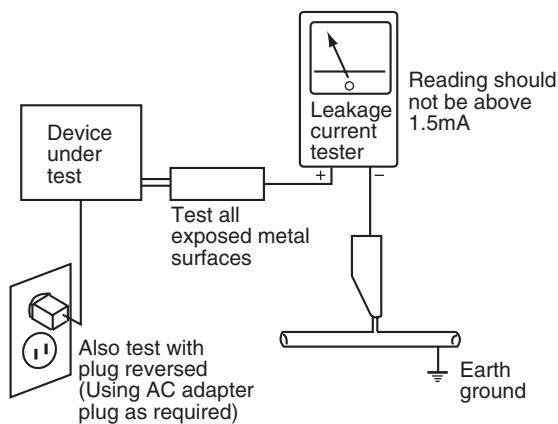 Device
under
test
Leakage
current
tester
+
−
Reading should
not be above
1.5mA
Test all
exposed metal
surfaces
Also test with
plug reversed
(Using AC adapter
plug as required)
Earth
ground